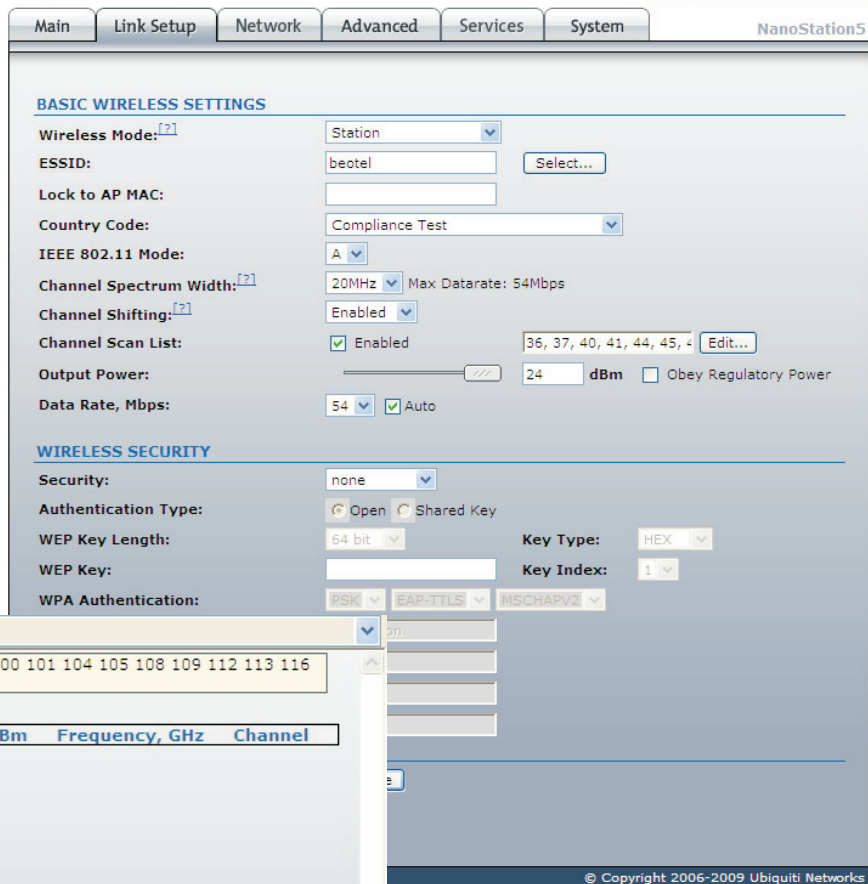 Main Link Setup Network Advanced Services System NanoStation5
BASIC WIRELESS SETTINGS
Wireless Mode:[?] Station
ESSID: beotel Select...
Lock to AP MAC:
Country Code: Compliance Test
IEEE 802.11 Mode: A
Channel Spectrum Width:[?] 20MHz Max Datarate: 54Mbps
Channel Shifting:[?] Enabled
Channel Scan List: Enabled 36, 37, 40, 41, 44, 45, Edit...
Output Power: 24 dBm Obey Regulatory Power
Data Rate, Mbps: 54 Auto
WIRELESS SECURITY
Security: none
Authentication Type: Open Shared Key
WEP Key Length: 64 bit Key Type: HEX
WEP Key: Key Index: 1
WPA Authentication: PSK EAP-TTLS MSCHAPV2
on
00 101 104 105 108 109 112 113 116
Bm Frequency, GHz Channel
© Copyright 2006-2009 Ubiquiti Networks